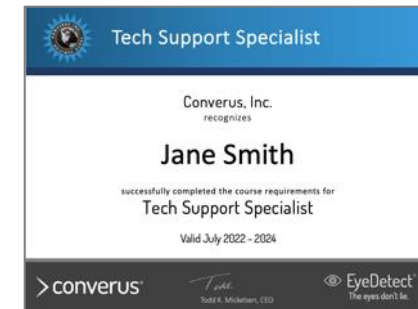 Tech Support Specialist
Converus, Inc.
recognizes
Jane Smith
successfully completed the course requirements for
Tech Support Specialist
Valid July 2022 - 2024
converus
Todd K. Mickelsen, CEO
EyeDetect
The eyes don't lie.